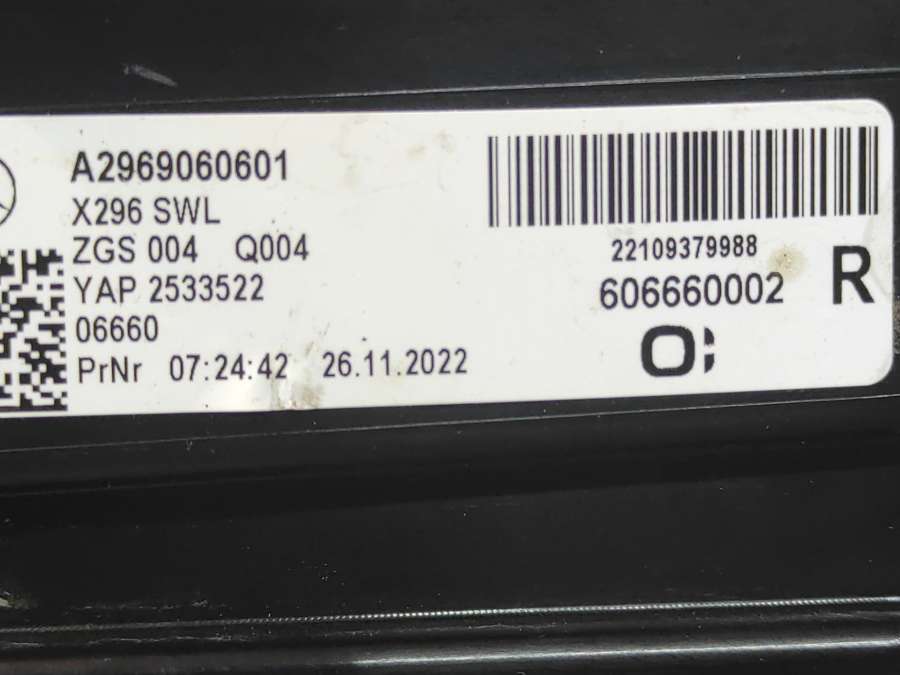 A2969060601
X296 SWL
ZGS 004 Q004
YAP 2533522
06660
PrNr 07:24:42 26.11.2022
22109379988
606660002
R